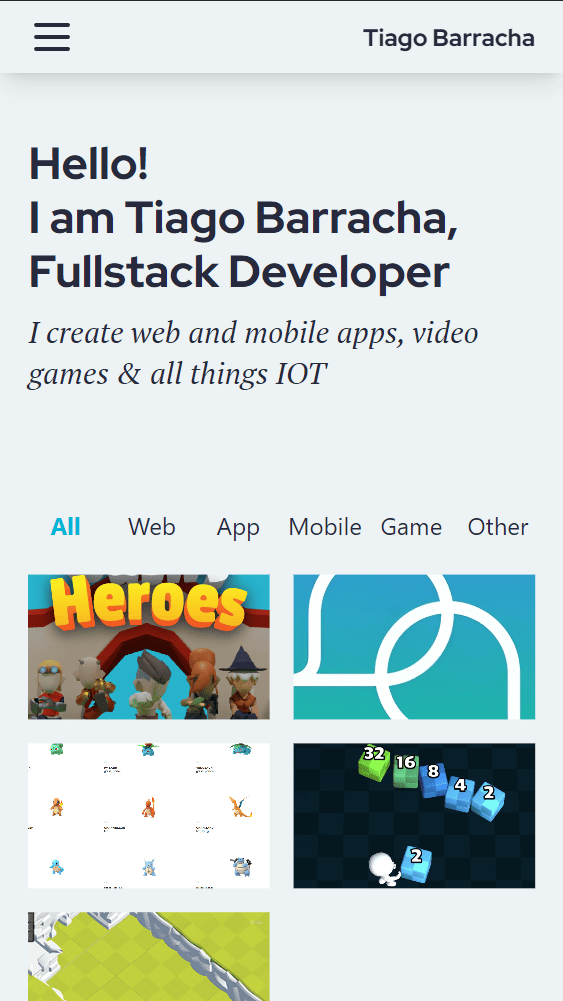 Tiago Barracha
Hello!
I am Tiago Barracha,
Fullstack Developer
I create web and mobile apps, video
games & all things IOT
All Web App Mobile Game Other
Heroes
32 16 8 4 2
2